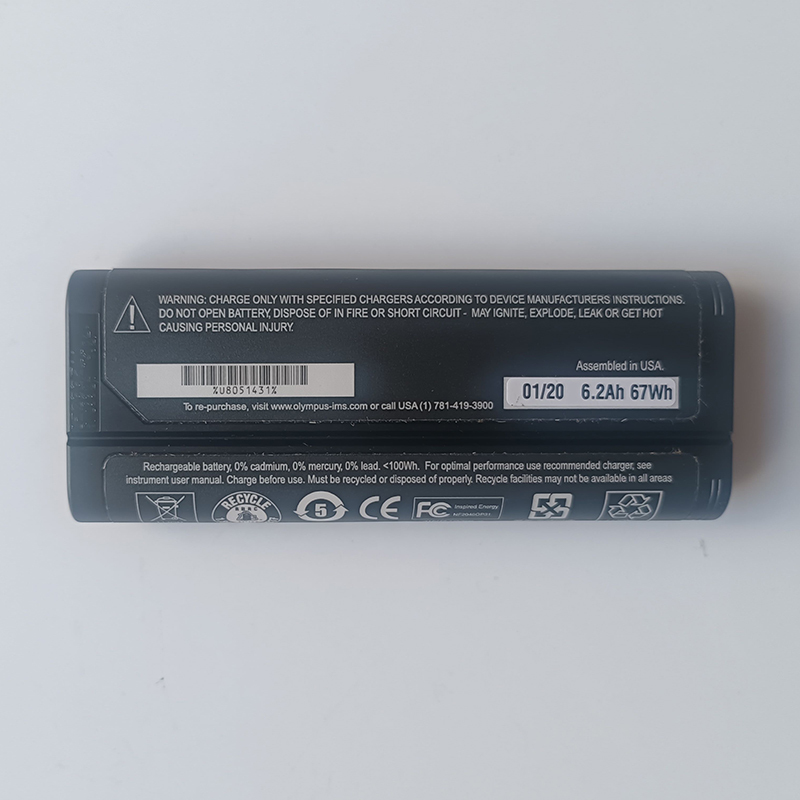 WARNING: CHARGE ONLY WITH SPECIFIED CHARGERS ACCORDING TO DEVICE MANUFACTURERS INSTRUCTIONS.
DO NOT OPEN BATTERY, DISPOSE OF IN FIRE OR SHORT CIRCUIT - MAY IGNITE, EXPLODE, LEAK OR GET HOT
CAUSING PERSONAL INJURY.
Assembled in USA.
%U8051431%
01/20 6.2Ah 67Wh
To re-purchase, visit www.olympus-ims.com or call USA (1) 781-419-3900
Rechargeable battery, 0% cadmium, 0% mercury, 0% lead. <100Wh. For optimal performance use recommended charger, see
instrument user manual. Charge before use. Must be recycled or disposed of properly. Recycle facilities may not be available in all areas
RECYCLE
5
CE
FC
Inspired Energy